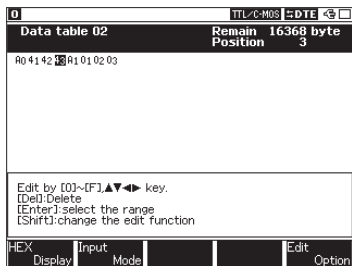 0 TTL/C-MOS DTE
Data table 02 Remain 16368 byte
Position 3
A0 41 42 43 A1 01 02 03
Edit by [0]~[F],▲▼◄► key.
[Del]:Delete
[Enter]:select the range
[Shift]:change the edit function
HEX Input Edit
Display Mode Option